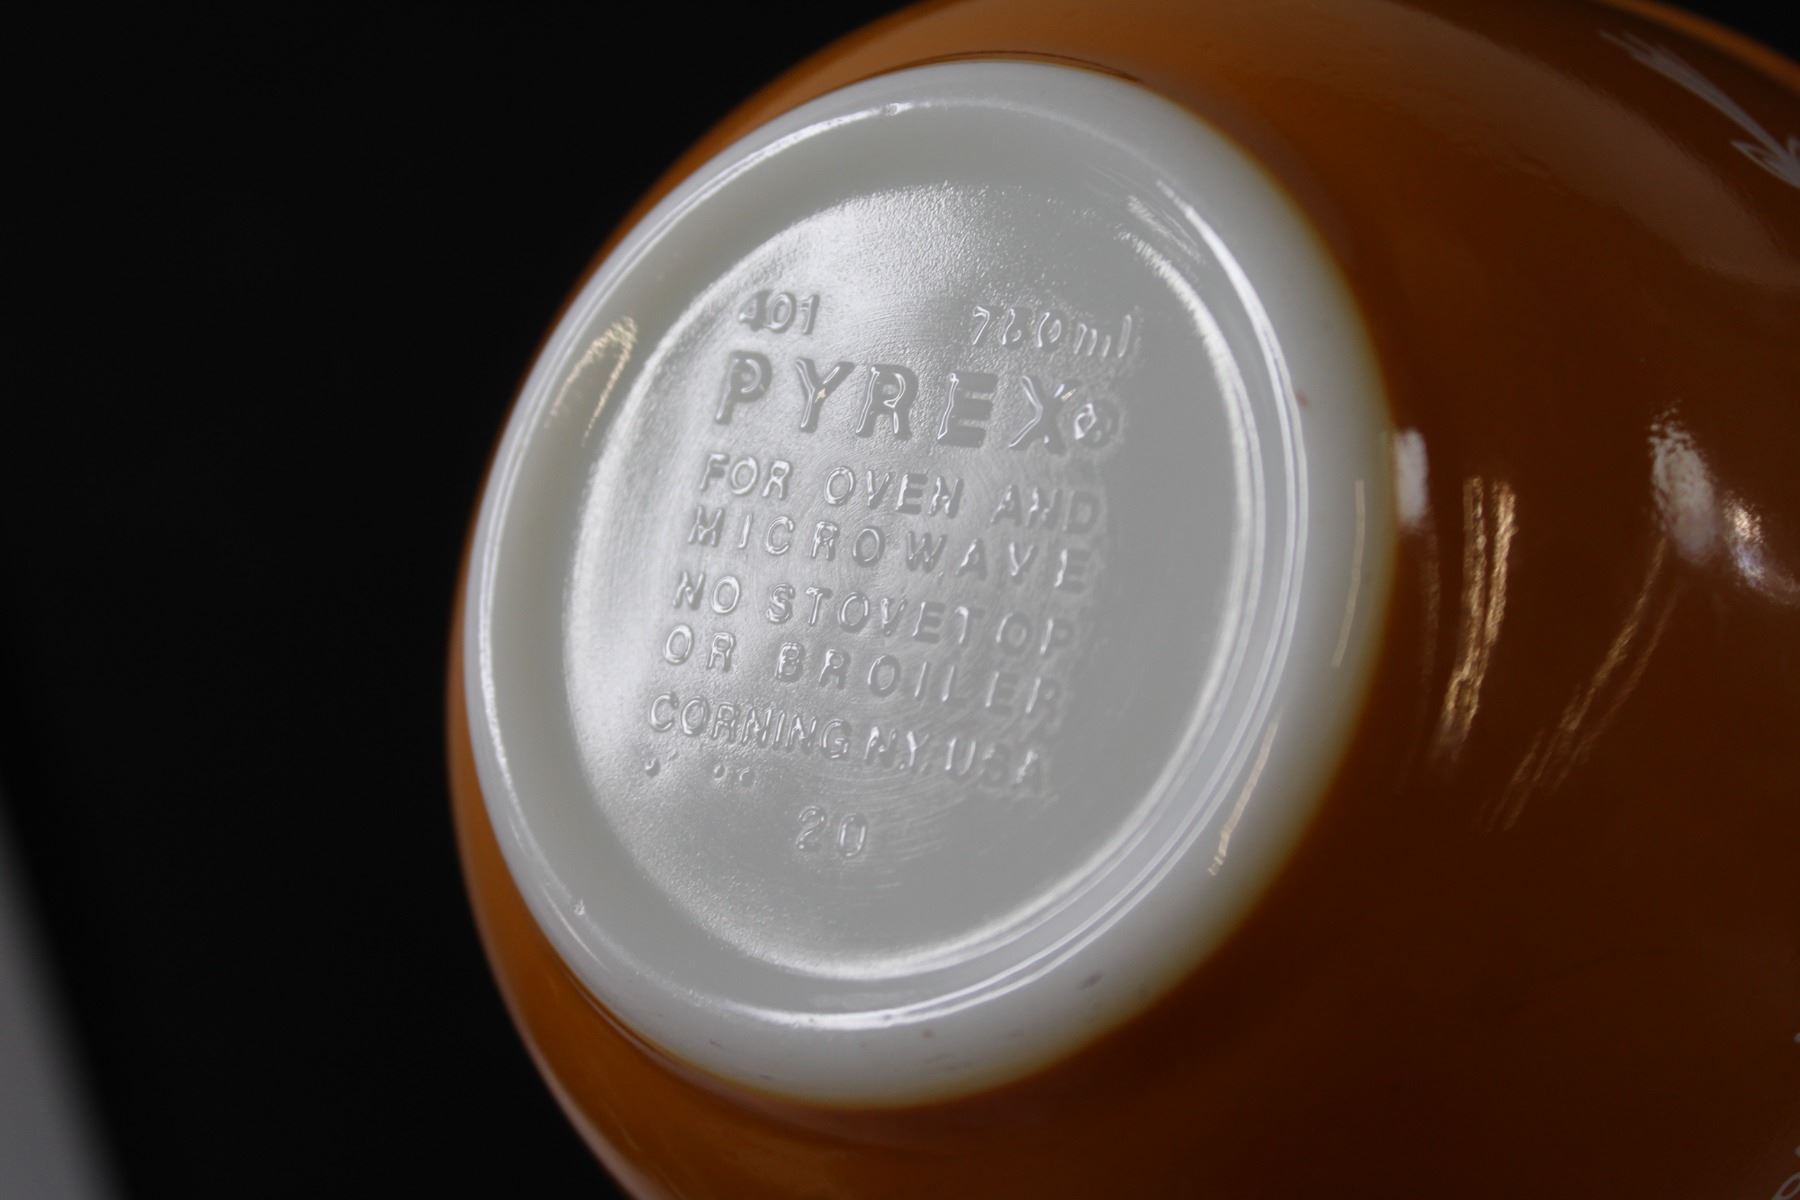 401 750ml
PYREX®
FOR OVEN AND
MICROWAVE
NO STOVETOP
OR BROILER
CORNING N.Y. USA
20